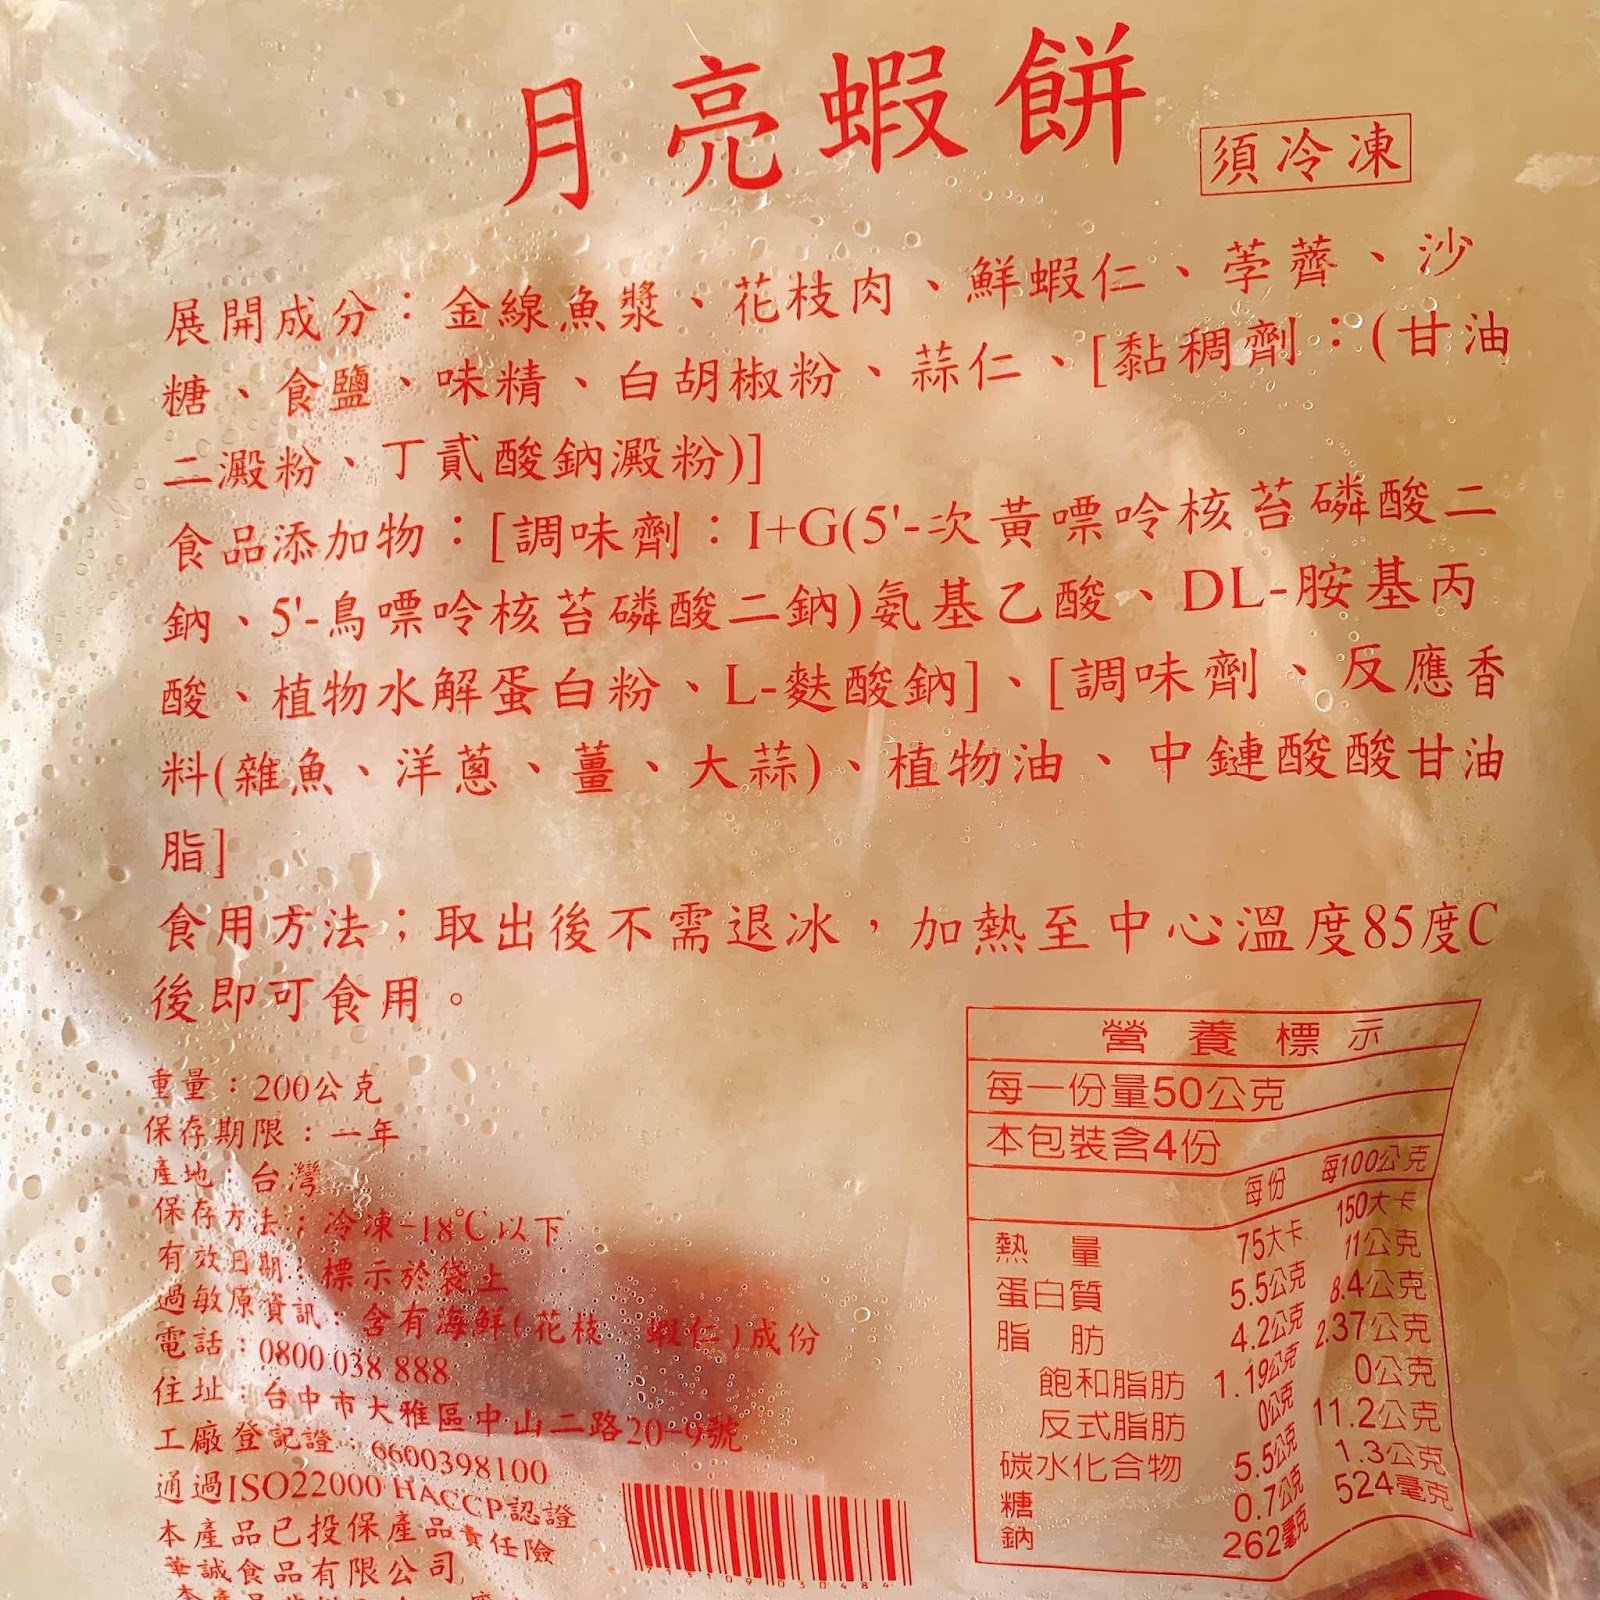 月亮蝦餅
須冷凍
展開成分：金線魚漿、花枝肉、鮮蝦仁、荸薺、沙
糖、食鹽、味精、白胡椒粉、蒜仁、[黏稠劑：(甘油
二澱粉、丁貳酸鈉澱粉)]
食品添加物：[調味劑：I+G(5'-次黃嘌呤核苷磷酸二
鈉、5'-鳥嘌呤核苷磷酸二鈉)氨基乙酸、DL-胺基丙
酸、植物水解蛋白粉、L-麩酸鈉]、[調味劑、反應香
料(雜魚、洋蔥、薑、大蒜)、植物油、中鏈酸酸甘油
脂]
食用方法；取出後不需退冰，加熱至中心溫度85度C
後即可食用。
重量：200公克
保存期限：一年
產地：台灣
保存方法；冷凍-18℃以下
有效日期：標示於袋上
過敏原資訊：含有海鮮(花枝、蝦仁)成份
電話：0800 038 888
住址：台中市大雅區中山二路20-9號
工廠登記證：6600398100
通過ISO22000 HACCP認證
本產品已投保產品責任險
華誠食品有限公司
營養標示
每一份量50公克
本包裝含4份
每份 每100公克
熱量 75大卡 150大卡
蛋白質 5.5公克 11公克
脂肪 4.2公克 8.4公克
飽和脂肪 1.19公克 2.37公克
反式脂肪 0公克 0公克
碳水化合物 5.5公克 11.2公克
糖 0.7公克 1.3公克
鈉 262毫克 524毫克